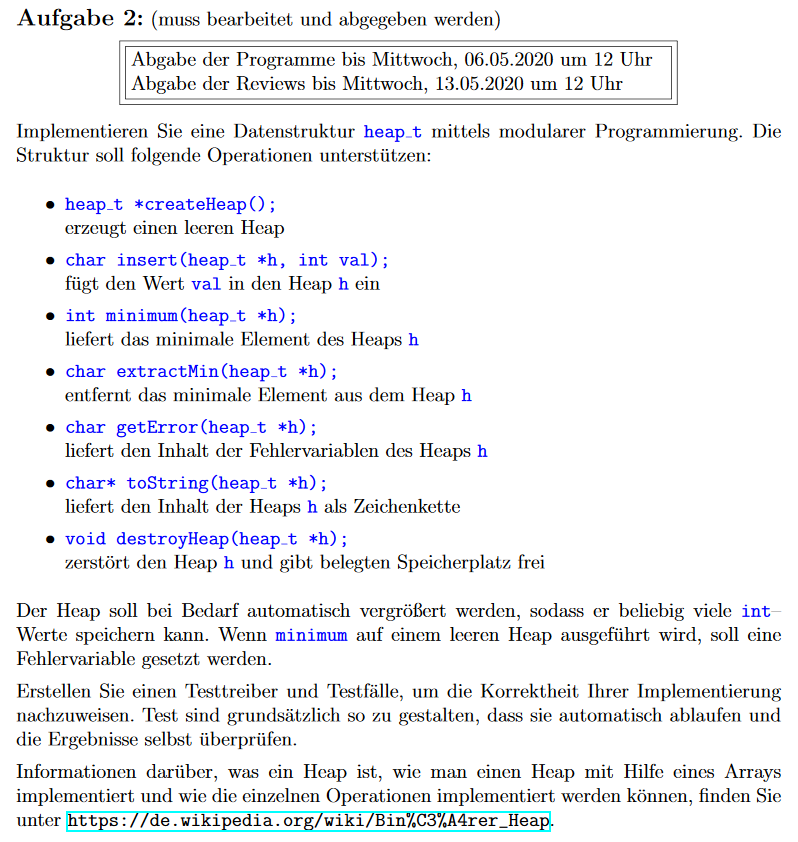 Aufgabe 2: (muss bearbeitet und abgegeben werden)
Abgabe der Programme bis Mittwoch, 06.05.2020 um 12 Uhr
Abgabe der Reviews bis Mittwoch, 13.05.2020 um 12 Uhr
Implementieren Sie eine Datenstruktur heap_t mittels modularer Programmierung. Die
Struktur soll folgende Operationen unterstützen:
• heap_t *createHeap();
erzeugt einen leeren Heap
• char insert(heap_t *h, int val);
fügt den Wert val in den Heap h ein
• int minimum(heap_t *h);
liefert das minimale Element des Heaps h
• char extractMin(heap_t *h);
entfernt das minimale Element aus dem Heap h
• char getError(heap_t *h);
liefert den Inhalt der Fehlervariablen des Heaps h
• char* toString(heap_t *h);
liefert den Inhalt der Heaps h als Zeichenkette
• void destroyHeap(heap_t *h);
zerstört den Heap h und gibt belegten Speicherplatz frei
Der Heap soll bei Bedarf automatisch vergrößert werden, sodass er beliebig viele int–
Werte speichern kann. Wenn minimum auf einem leeren Heap ausgeführt wird, soll eine
Fehlervariable gesetzt werden.
Erstellen Sie einen Testtreiber und Testfälle, um die Korrektheit Ihrer Implementierung
nachzuweisen. Test sind grundsätzlich so zu gestalten, dass sie automatisch ablaufen und
die Ergebnisse selbst überprüfen.
Informationen darüber, was ein Heap ist, wie man einen Heap mit Hilfe eines Arrays
implementiert und wie die einzelnen Operationen implementiert werden können, finden Sie
unter https://de.wikipedia.org/wiki/Bin%C3%A4rer_Heap.